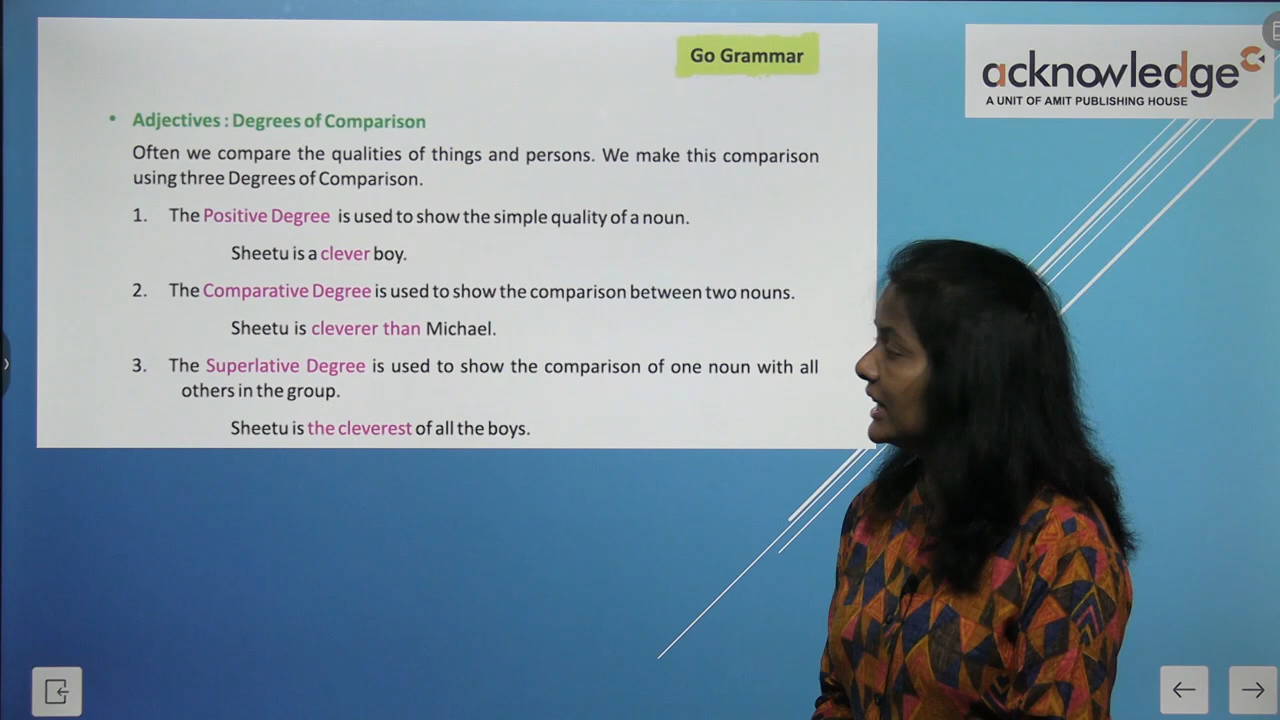 Go Grammar
acknowledge
A UNIT OF AMIT PUBLISHING HOUSE
• Adjectives : Degrees of Comparison
Often we compare the qualities of things and persons. We make this comparison
using three Degrees of Comparison.
1. The Positive Degree is used to show the simple quality of a noun.
Sheetu is a clever boy.
2. The Comparative Degree is used to show the comparison between two nouns.
Sheetu is cleverer than Michael.
3. The Superlative Degree is used to show the comparison of one noun with all
others in the group.
Sheetu is the cleverest of all the boys.